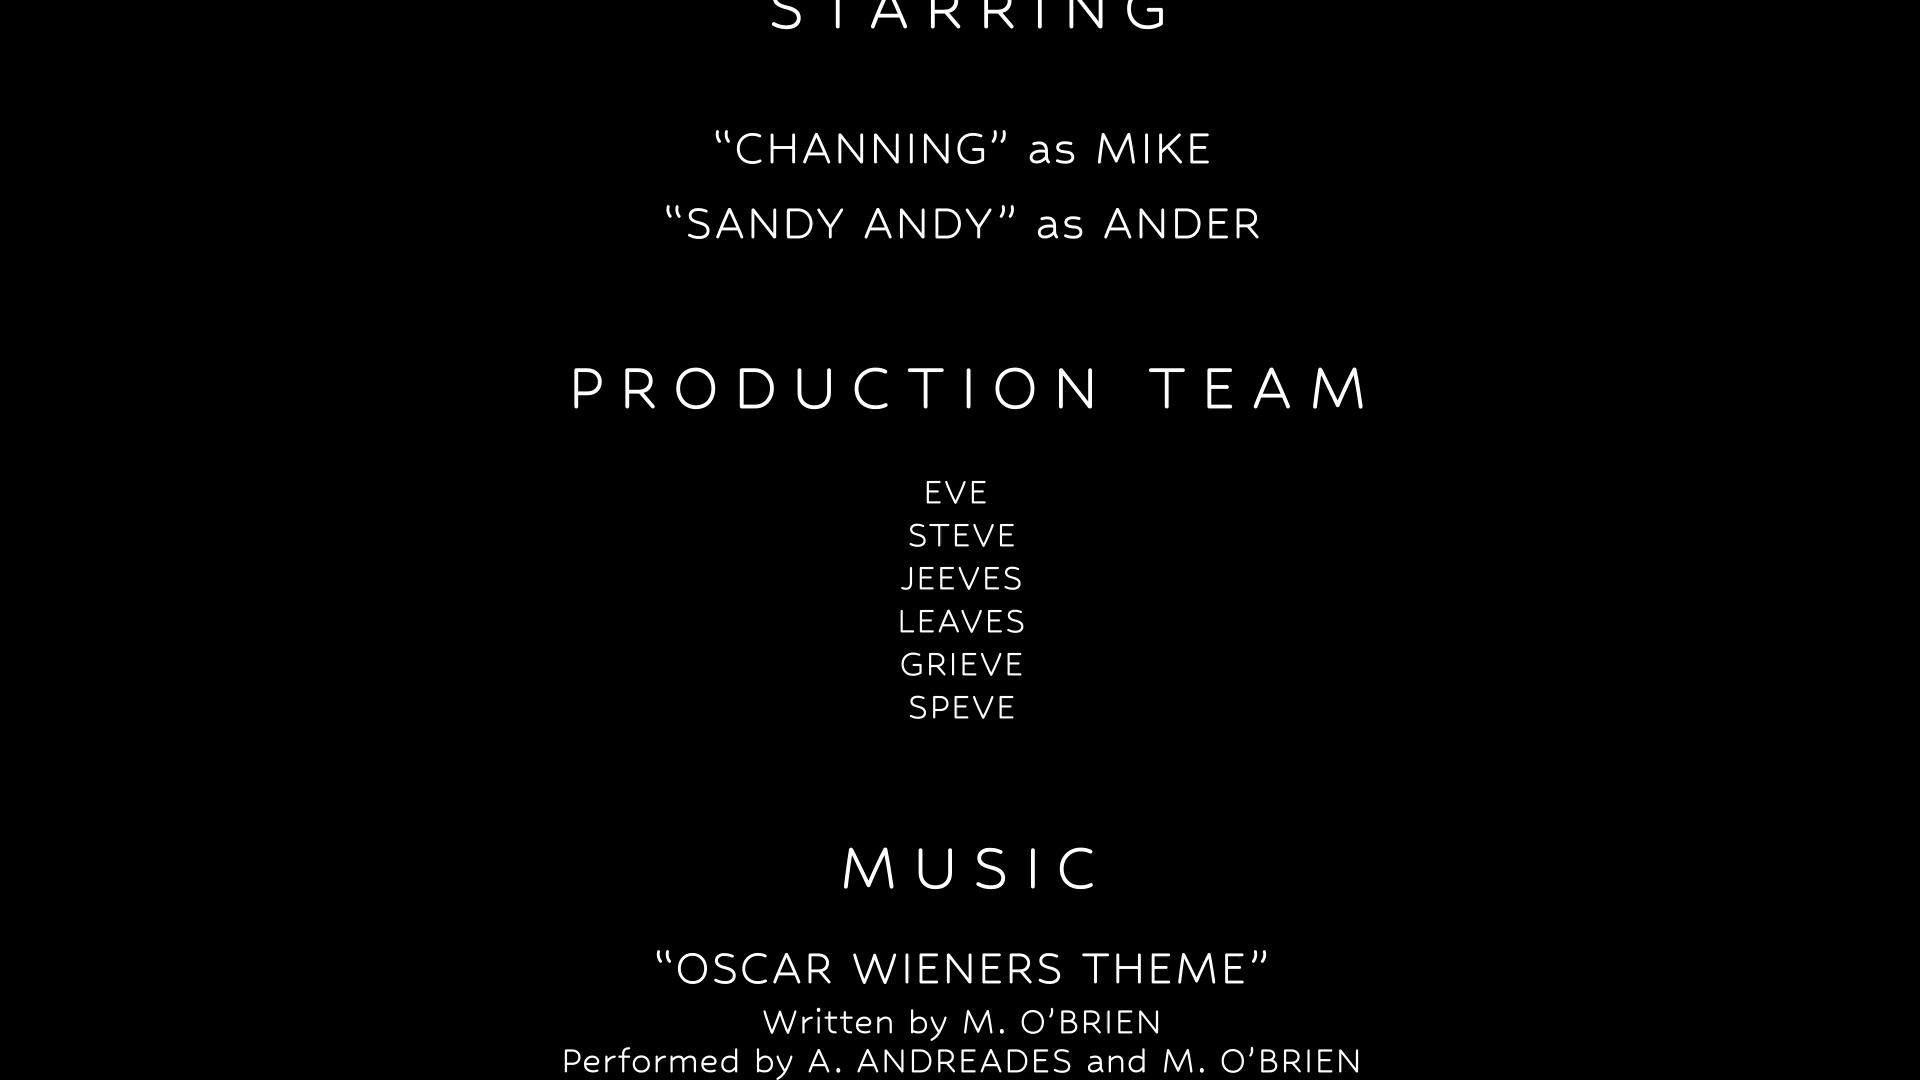 STARRING
“CHANNING” as MIKE
“SANDY ANDY” as ANDER
PRODUCTION TEAM
EVE
STEVE
JEEVES
LEAVES
GRIEVE
SPEVE
MUSIC
“OSCAR WIENERS THEME”
Written by M. O’BRIEN
Performed by A. ANDREADES and M. O’BRIEN